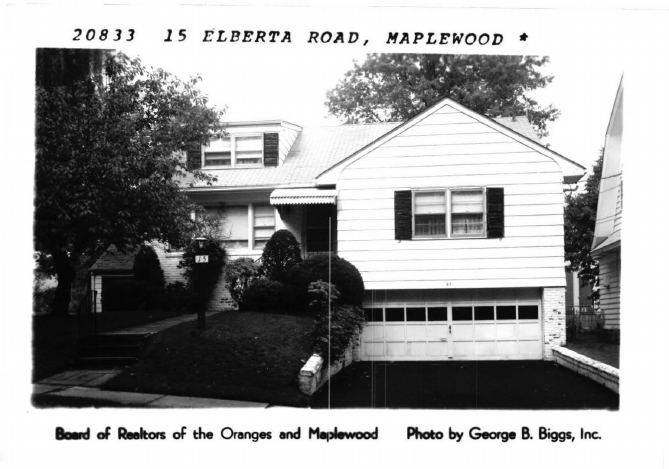 20833 15 ELBERTA ROAD, MAPLEWOOD *
15
Board of Realtors of the Oranges and Maplewood Photo by George B. Biggs, Inc.